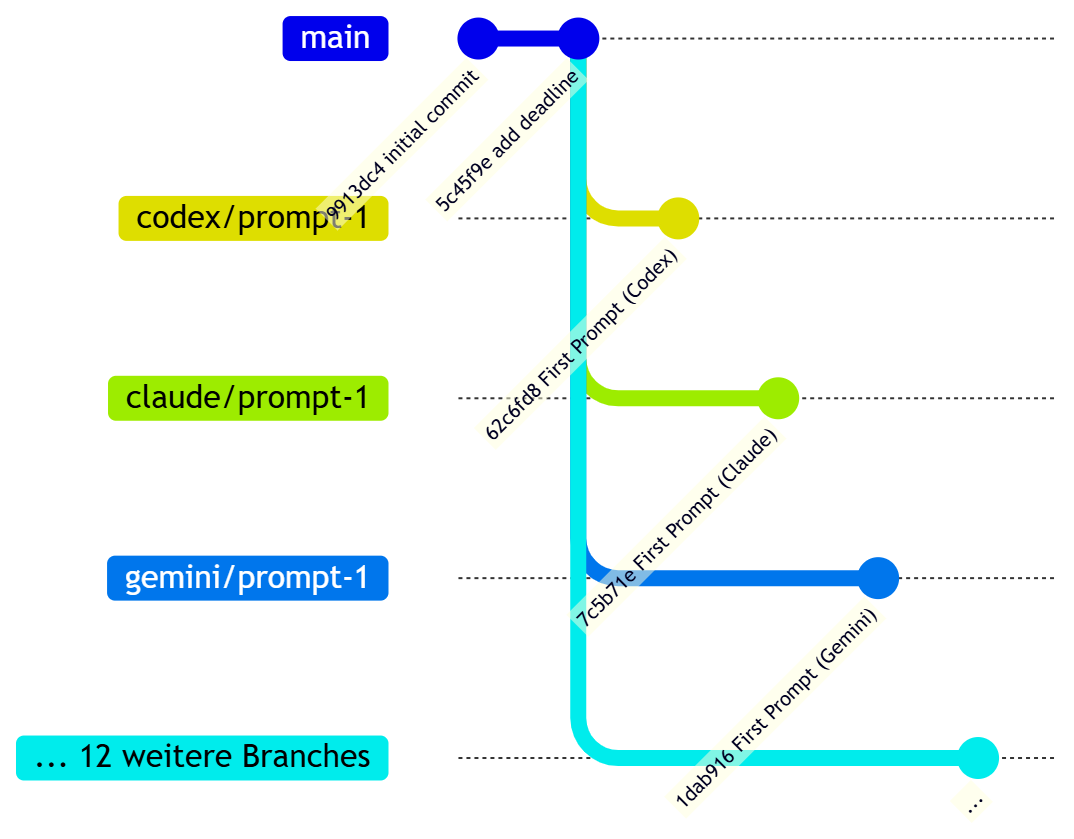 main
9913dc4 initial commit
5c45f9e add deadline
codex/prompt-1
62c6fd8 First Prompt (Codex)
claude/prompt-1
7c5b71e First Prompt (Claude)
gemini/prompt-1
1dab916 First Prompt (Gemini)
... 12 weitere Branches
...